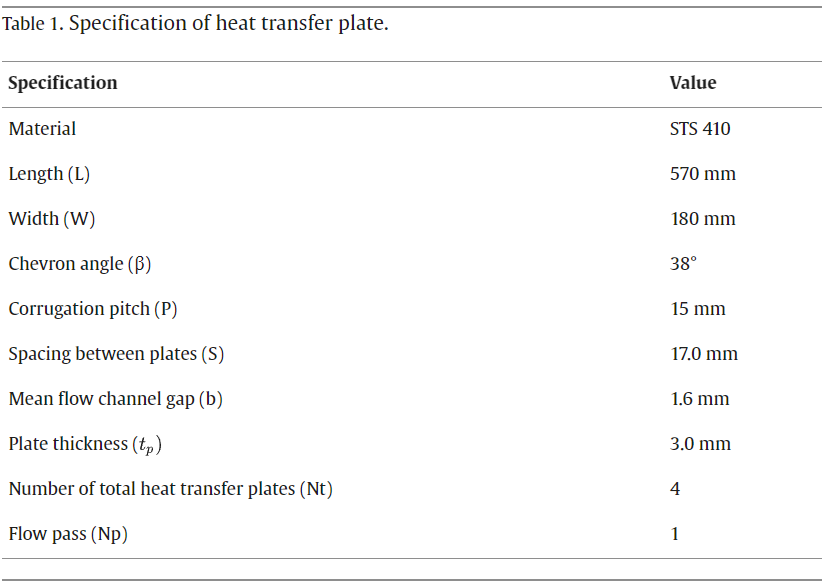 Table 1. Specification of heat transfer plate.
Specification Value
Material STS 410
Length (L) 570 mm
Width (W) 180 mm
Chevron angle (β) 38°
Corrugation pitch (P) 15 mm
Spacing between plates (S) 17.0 mm
Mean flow channel gap (b) 1.6 mm
Plate thickness (tₚ) 3.0 mm
Number of total heat transfer plates (Nt) 4
Flow pass (Np) 1